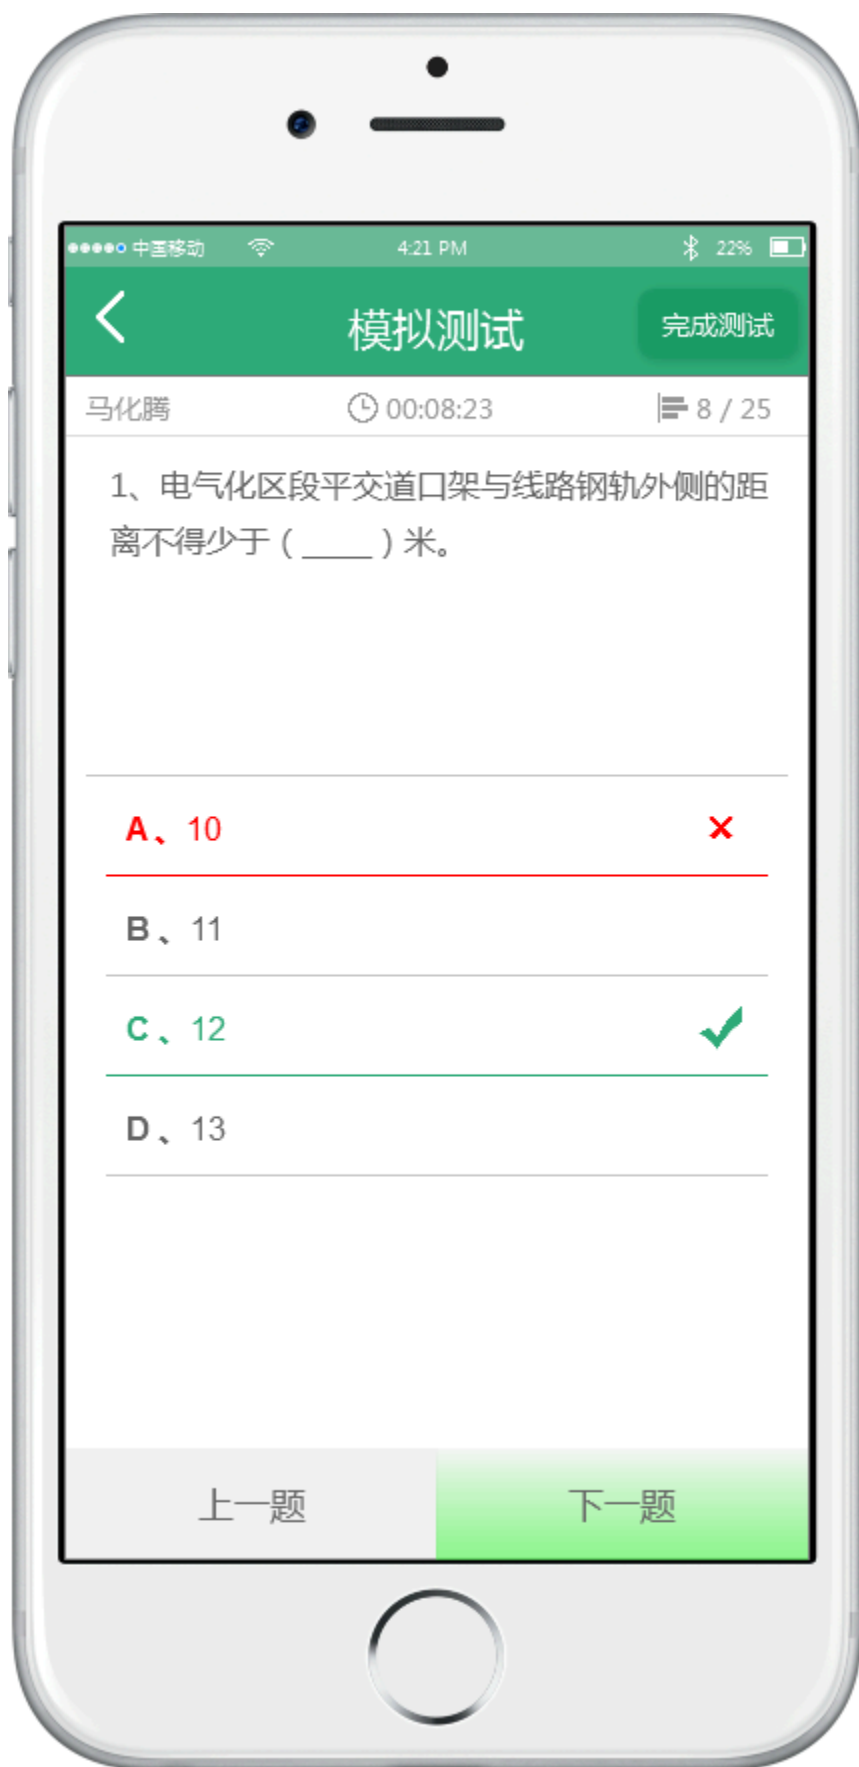 中国移动 4:21 PM 22%
模拟测试 完成测试
马化腾 00:08:23 8 / 25
1、电气化区段平交道口架与线路钢轨外侧的距
离不得少于（____）米。
A、10
B、11
C、12
D、13
上一题 下一题